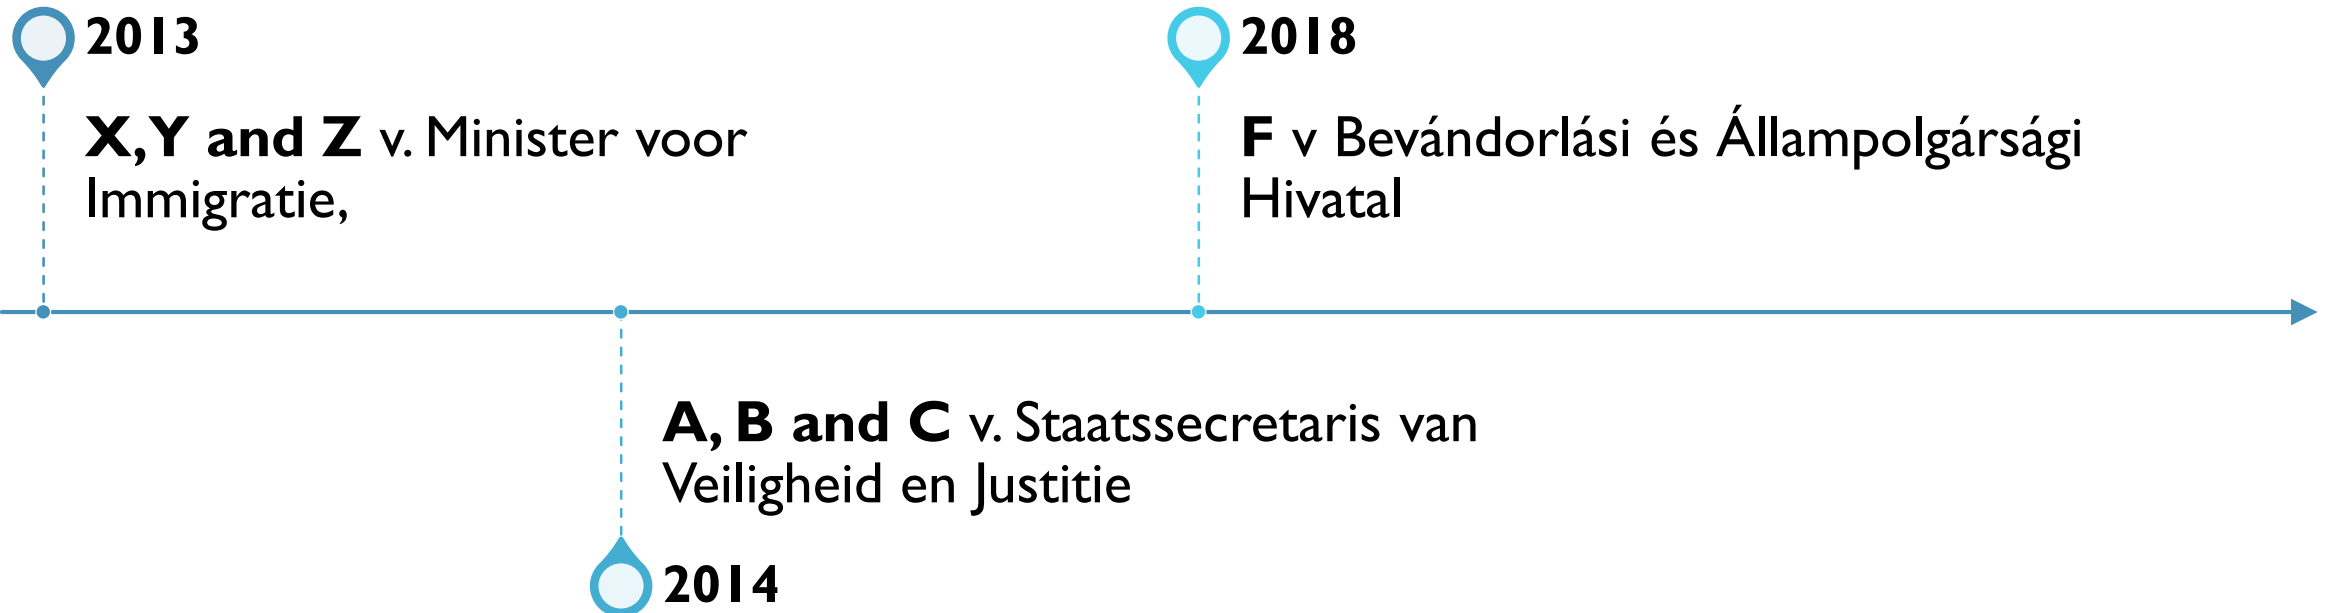 2013
X, Y and Z v. Minister voor
Immigratie,
2018
F v Bevándorlási és Állampolgársági
Hivatal
A, B and C v. Staatssecretaris van
Veiligheid en Justitie
2014